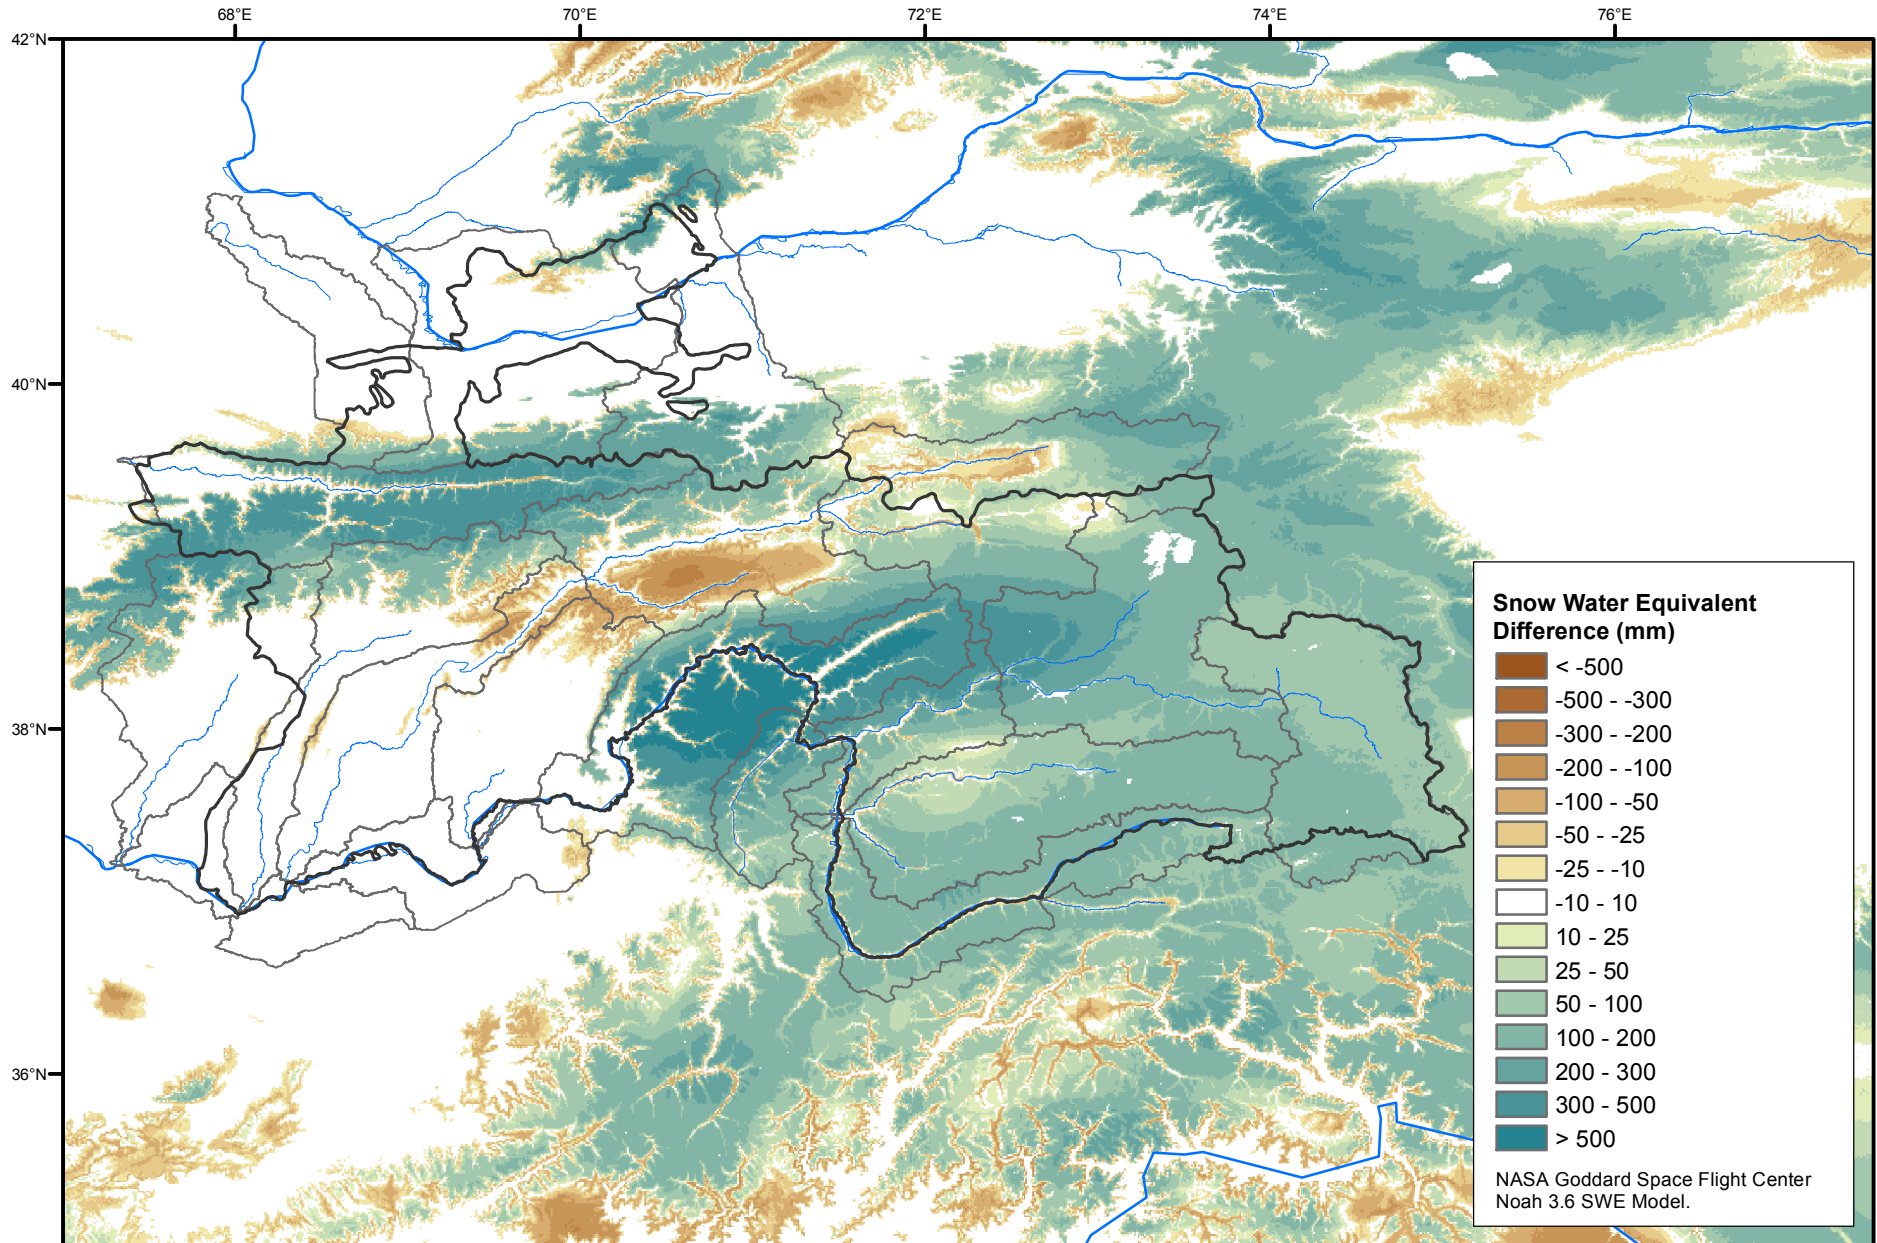 68°E 70°E 72°E 74°E 76°E
42°N
40°N
38°N
36°N
Snow Water Equivalent
Difference (mm)
< -500
-500 - -300
-300 - -200
-200 - -100
-100 - -50
-50 - -25
-25 - -10
-10 - 10
10 - 25
25 - 50
50 - 100
100 - 200
200 - 300
300 - 500
> 500
NASA Goddard Space Flight Center
Noah 3.6 SWE Model.